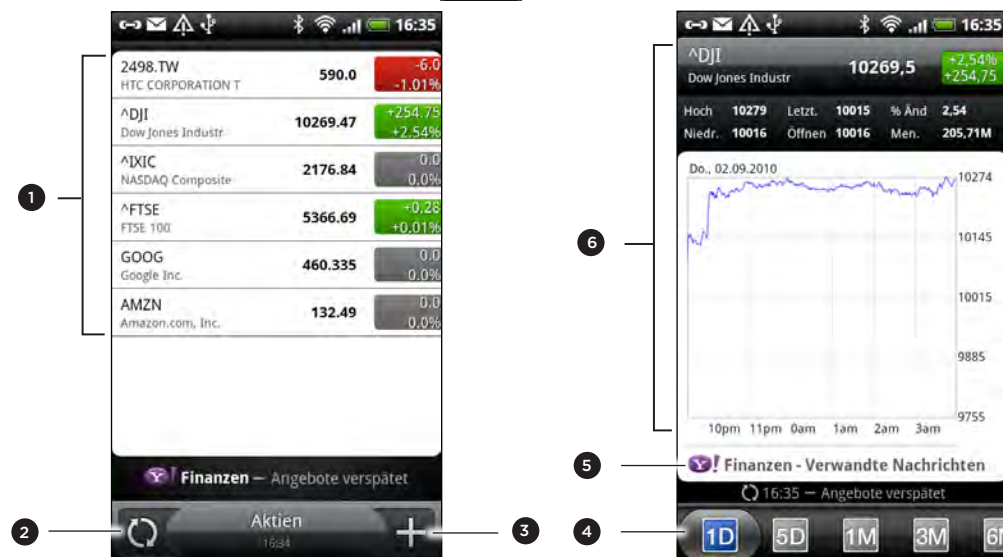 16:35
2498.TW
HTC CORPORATION T
590.0
-6.0
-1.01%
^DJI
Dow Jones Industr
10269.47
+254.75
+2.54%
^IXIC
NASDAQ Composite
2176.84
0.0
0.0%
^FTSE
FTSE 100
5366.69
+0.28
+0.01%
GOOG
Google Inc.
460.335
0.0
0.0%
AMZN
Amazon.com, Inc.
132.49
0.0
0.0%
Y! Finanzen — Angebote verspätet
Aktien
16:34
1
2
3
16:35
^DJI
Dow Jones Industr
10269,5
+2,54%
+254,75
Hoch 10279 Letzt. 10015 % Änd 2,54
Niedr. 10016 Öffnen 10016 Men. 205,71M
Do., 02.09.2010
10274
10145
10015
9885
9755
10pm 11pm 0am 1am 2am 3am
Y! Finanzen - Verwandte Nachrichten
16:35 — Angebote verspätet
1D 5D 1M 3M
6
5
4